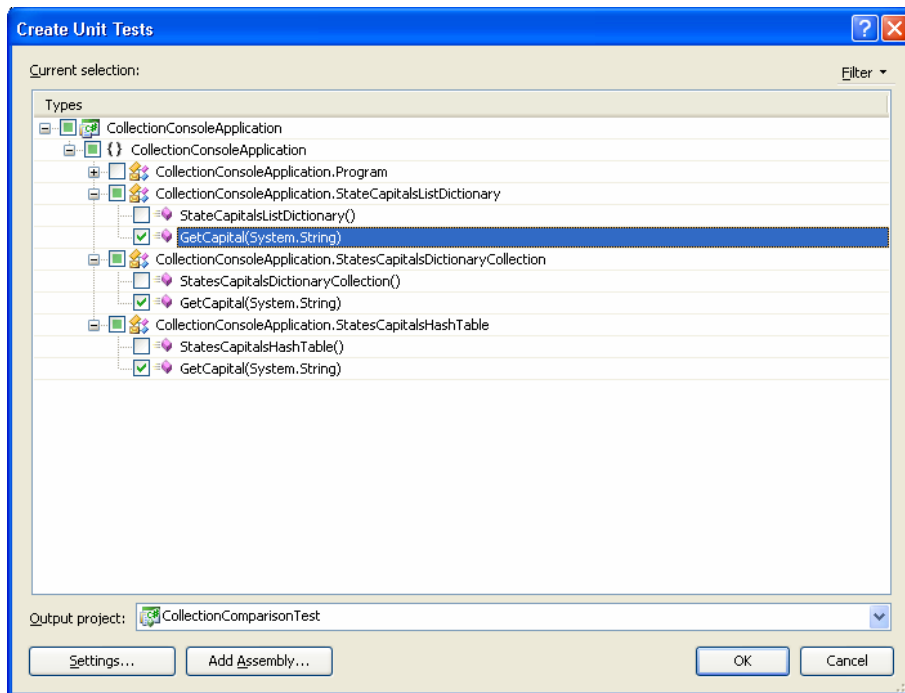 Create Unit Tests
Current selection:
Filter
Types
CollectionConsoleApplication
{} CollectionConsoleApplication
CollectionConsoleApplication.Program
CollectionConsoleApplication.StateCapitalsListDictionary
StateCapitalsListDictionary()
GetCapital(System.String)
CollectionConsoleApplication.StatesCapitalsDictionaryCollection
StatesCapitalsDictionaryCollection()
GetCapital(System.String)
CollectionConsoleApplication.StatesCapitalsHashTable
StatesCapitalsHashTable()
GetCapital(System.String)
Output project: CollectionComparisonTest
Settings... Add Assembly... OK Cancel